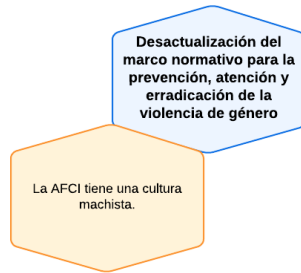 Desactualización del
marco normativo para la
prevención, atención y
erradicación de la
violencia de género
La AFCI tiene una cultura
machista.